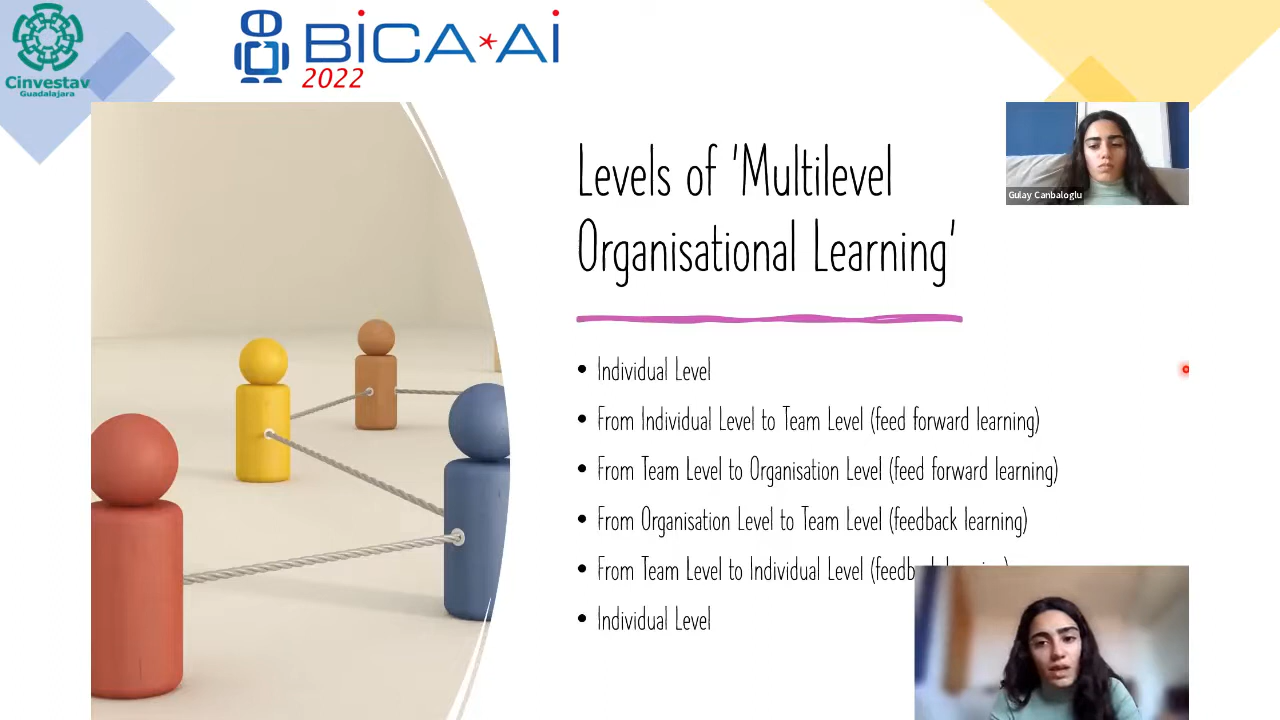 Cinvestav
Guadalajara
BiCA*Ai
2022
Levels of 'Multilevel
Organisational Learning'
Gulay Canbaloglu
• Individual Level
• From Individual Level to Team Level (feed forward learning)
• From Team Level to Organisation Level (feed forward learning)
• From Organisation Level to Team Level (feedback learning)
• From Team Level to Individual Level
• Individual Level